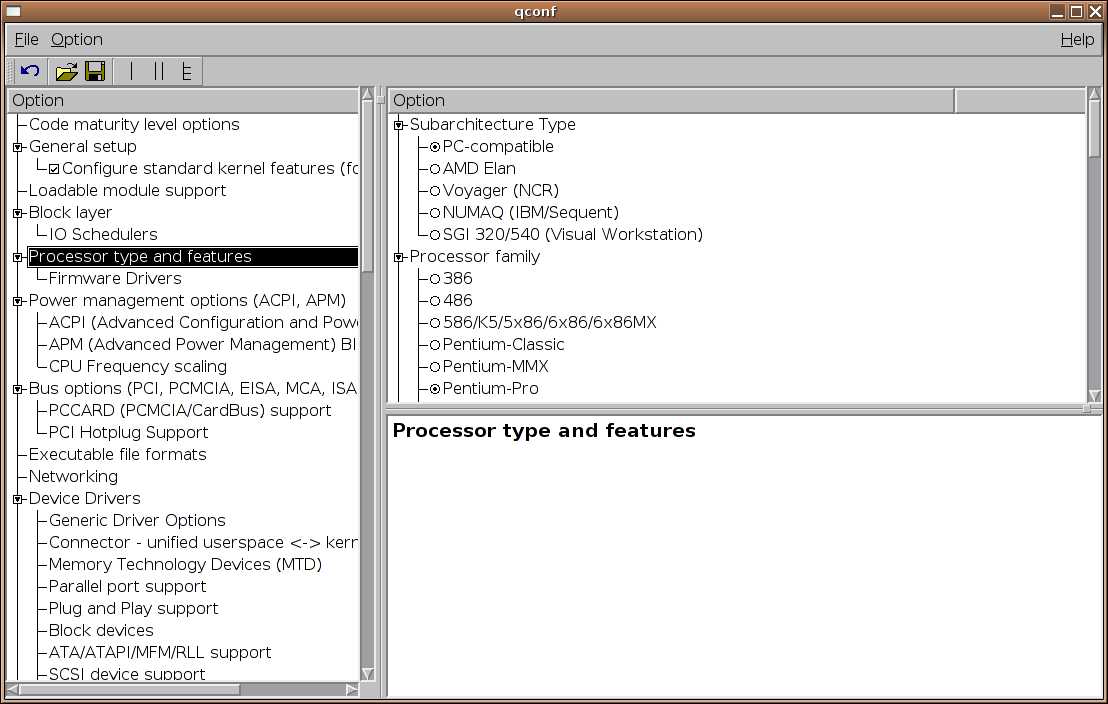 qconf
File Option Help
Option
Code maturity level options
General setup
Configure standard kernel features (fo
Loadable module support
Block layer
IO Schedulers
Processor type and features
Firmware Drivers
Power management options (ACPI, APM)
ACPI (Advanced Configuration and Powe
APM (Advanced Power Management) BI
CPU Frequency scaling
Bus options (PCI, PCMCIA, EISA, MCA, ISA
PCCARD (PCMCIA/CardBus) support
PCI Hotplug Support
Executable file formats
Networking
Device Drivers
Generic Driver Options
Connector - unified userspace <-> kern
Memory Technology Devices (MTD)
Parallel port support
Plug and Play support
Block devices
ATA/ATAPI/MFM/RLL support
SCSI device support
Option
Subarchitecture Type
PC-compatible
AMD Elan
Voyager (NCR)
NUMAQ (IBM/Sequent)
SGI 320/540 (Visual Workstation)
Processor family
386
486
586/K5/5x86/6x86/6x86MX
Pentium-Classic
Pentium-MMX
Pentium-Pro
Processor type and features